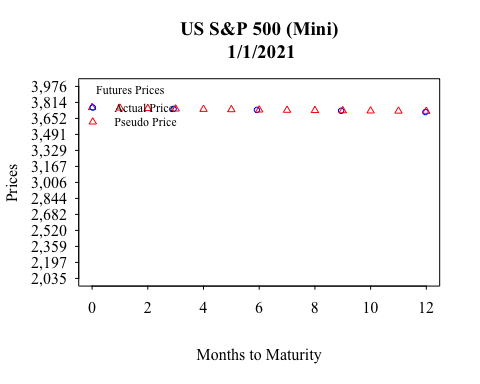 US S&P 500 (Mini)
1/1/2021
Futures Prices
Actual Price
Pseudo Price
Prices
3,976
3,814
3,652
3,491
3,329
3,167
3,006
2,844
2,682
2,520
2,359
2,197
2,035
0 2 4 6 8 10 12
Months to Maturity